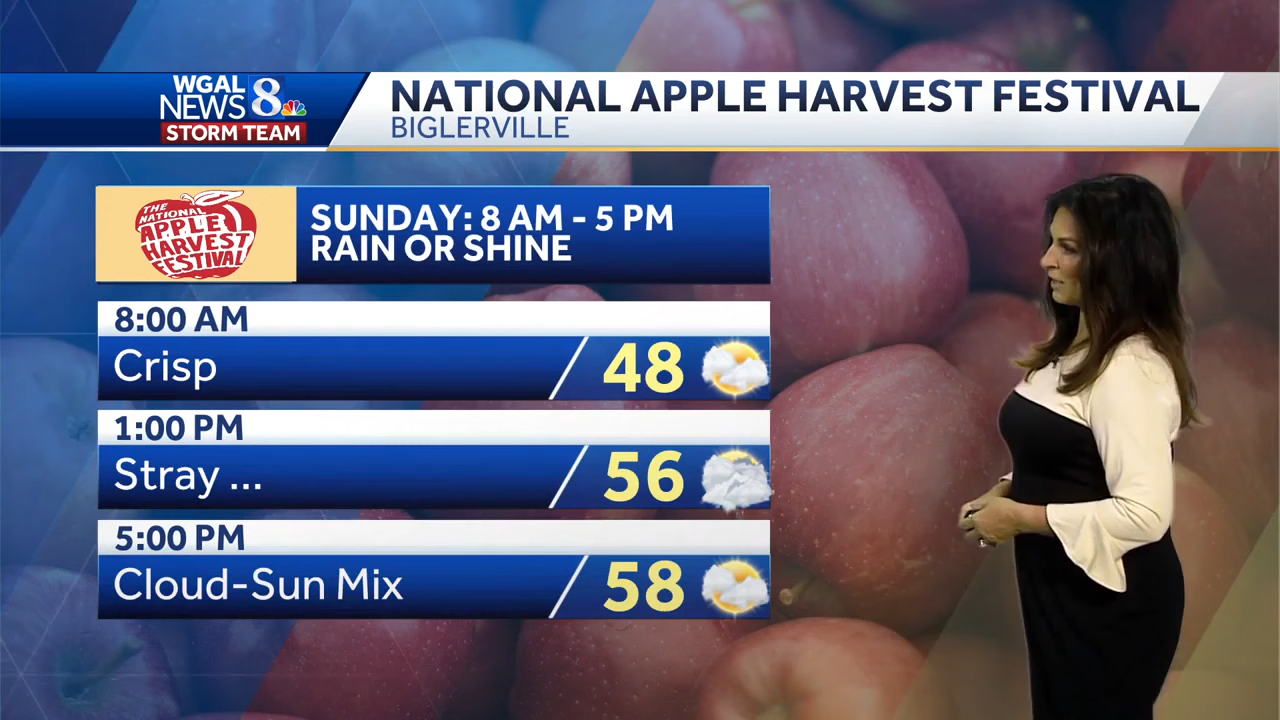 WGAL
NEWS 8
STORM TEAM
NATIONAL APPLE HARVEST FESTIVAL
BIGLERVILLE
THE
NATIONAL
APPLE
HARVEST
FESTIVAL
SUNDAY: 8 AM - 5 PM
RAIN OR SHINE
8:00 AM
Crisp 48
1:00 PM
Stray ... 56
5:00 PM
Cloud-Sun Mix 58